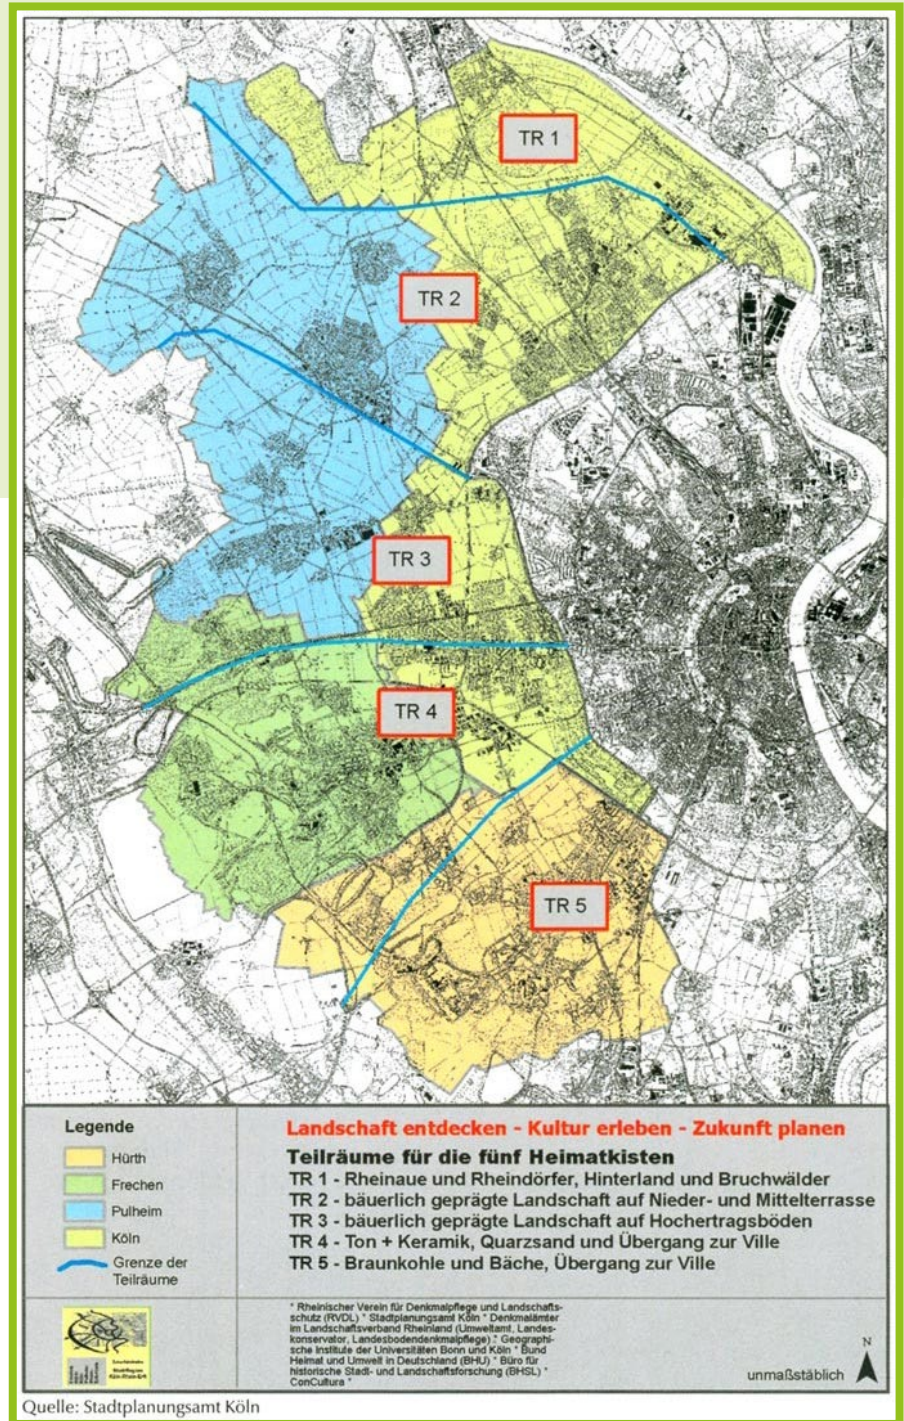 TR 1
TR 2
TR 3
TR 4
TR 5
Legende
Hürth
Frechen
Pulheim
Köln
Grenze der
Teilräume
Landschaft entdecken - Kultur erleben - Zukunft planen
Teilräume für die fünf Heimatkisten
TR 1 - Rheinaue und Rheindörfer, Hinterland und Bruchwälder
TR 2 - bäuerlich geprägte Landschaft auf Nieder- und Mittelterrasse
TR 3 - bäuerlich geprägte Landschaft auf Hochertragsböden
TR 4 - Ton + Keramik, Quarzsand und Übergang zur Ville
TR 5 - Braunkohle und Bäche, Übergang zur Ville
* Rheinischer Verein für Denkmalpflege und Landschafts-
schutz (RVDL) * Stadtplanungsamt Köln * Denkmalämter
im Landschaftsverband Rheinland (Umweltamt, Landes-
konservator, Landesbodendenkmalpflege) * Geographi-
sche Institute der Universitäten Bonn und Köln * Bund
Heimat und Umwelt in Deutschland (BHU) * Büro für
historische Stadt- und Landschaftsforschung (BHSL) *
ConCultura *
N
unmaßstäblich
Quelle: Stadtplanungsamt Köln